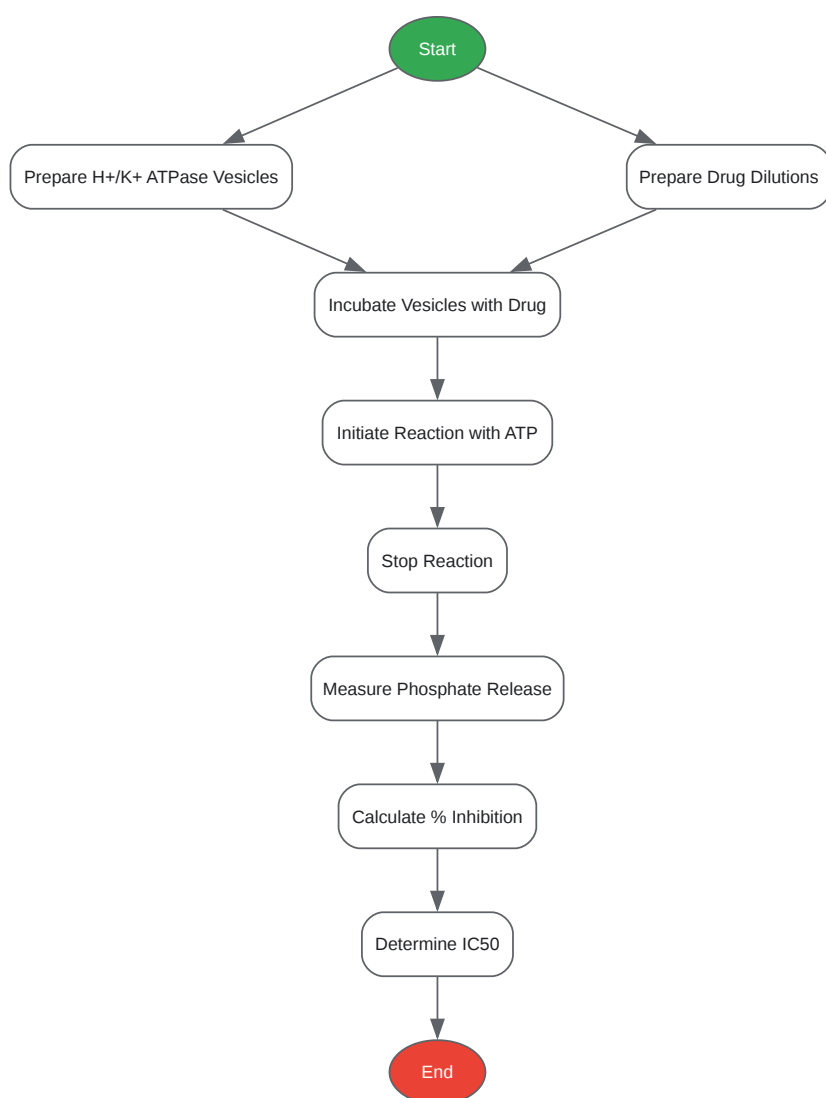 Start
Prepare H+/K+ ATPase Vesicles
Prepare Drug Dilutions
Incubate Vesicles with Drug
Initiate Reaction with ATP
Stop Reaction
Measure Phosphate Release
Calculate % Inhibition
Determine IC50
End